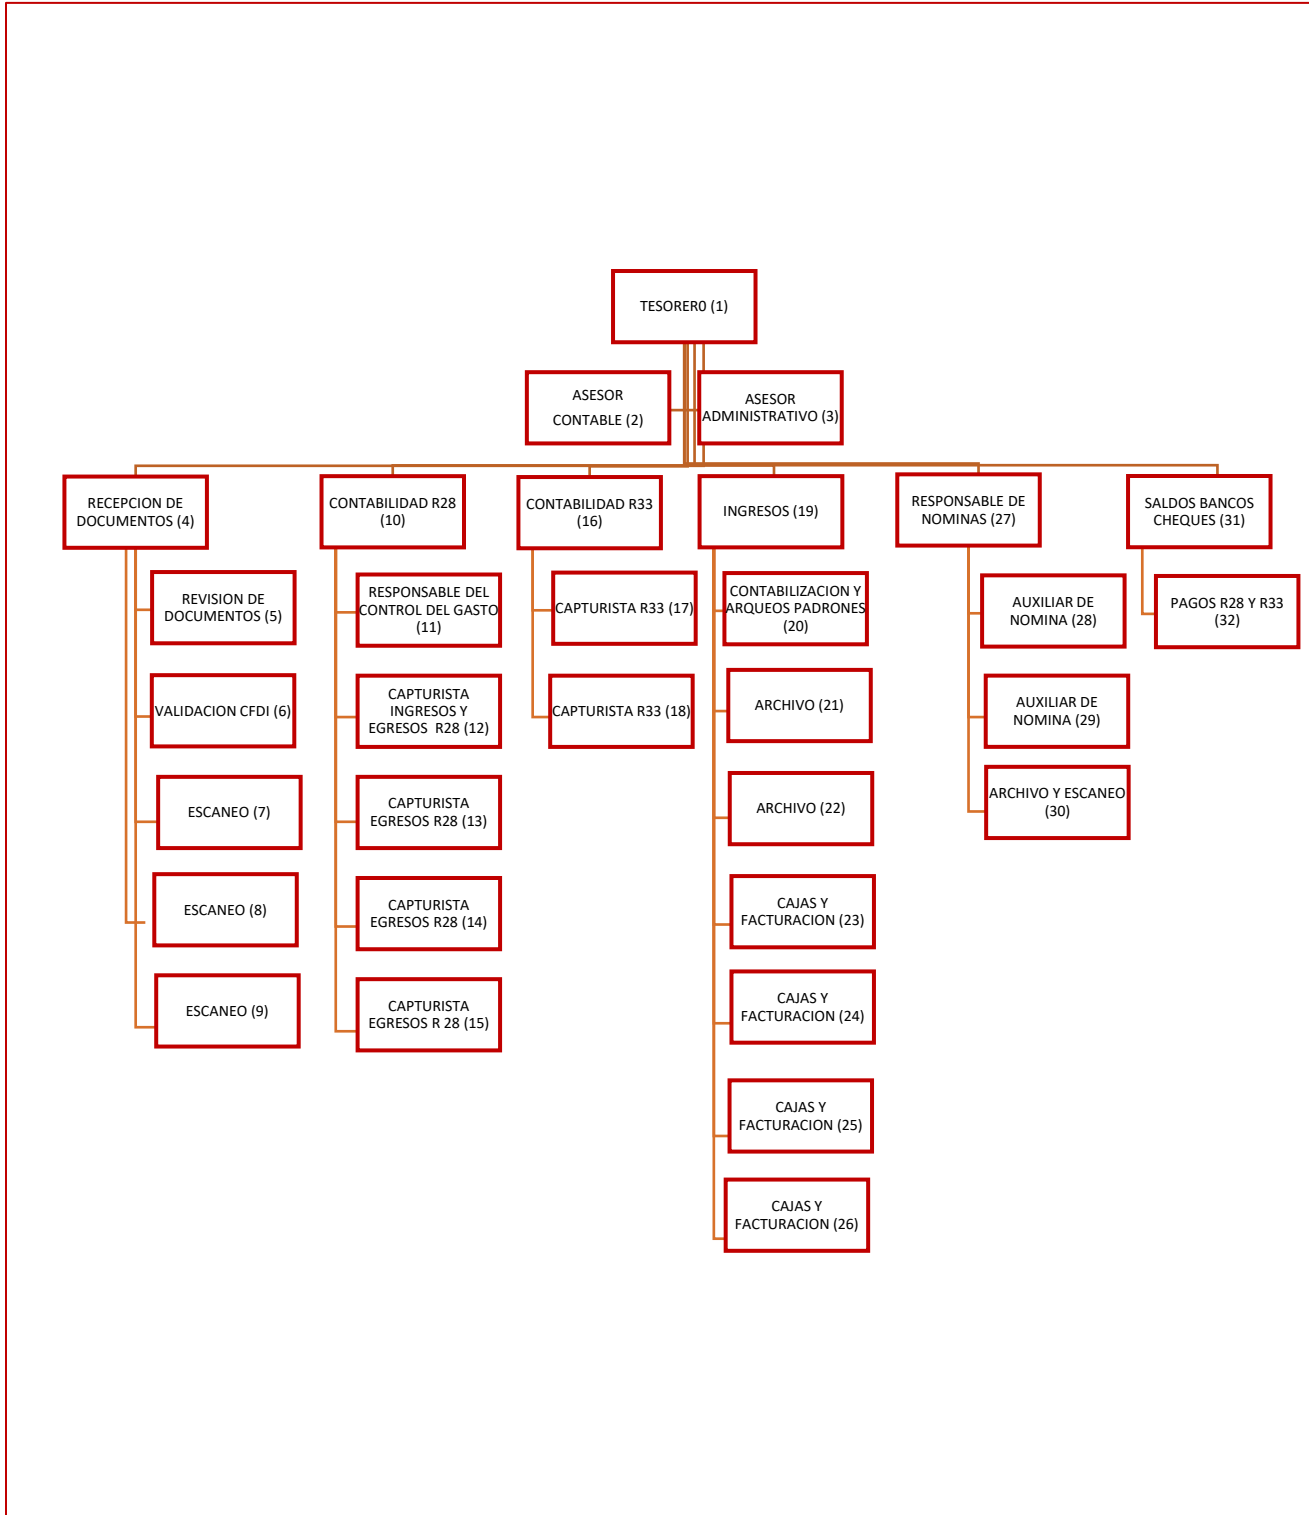 TESORER0 (1)
ASESOR
CONTABLE (2)
ASESOR
ADMINISTRATIVO (3)
RECEPCION DE
DOCUMENTOS (4)
REVISION DE
DOCUMENTOS (5)
VALIDACION CFDI (6)
ESCANEO (7)
ESCANEO (8)
ESCANEO (9)
CONTABILIDAD R28
(10)
RESPONSABLE DEL
CONTROL DEL GASTO
(11)
CAPTURISTA
INGRESOS Y
EGRESOS  R28 (12)
CAPTURISTA
EGRESOS R28 (13)
CAPTURISTA
EGRESOS R28 (14)
CAPTURISTA
EGRESOS R 28 (15)
CONTABILIDAD R33
(16)
CAPTURISTA R33 (17)
CAPTURISTA R33 (18)
INGRESOS (19)
CONTABILIZACION Y
ARQUEOS PADRONES
(20)
ARCHIVO (21)
ARCHIVO (22)
CAJAS Y
FACTURACION (23)
CAJAS Y
FACTURACION (24)
CAJAS Y
FACTURACION (25)
CAJAS Y
FACTURACION (26)
RESPONSABLE DE
NOMINAS (27)
AUXILIAR DE
NOMINA (28)
AUXILIAR DE
NOMINA (29)
ARCHIVO Y ESCANEO
(30)
SALDOS BANCOS
CHEQUES (31)
PAGOS R28 Y R33
(32)